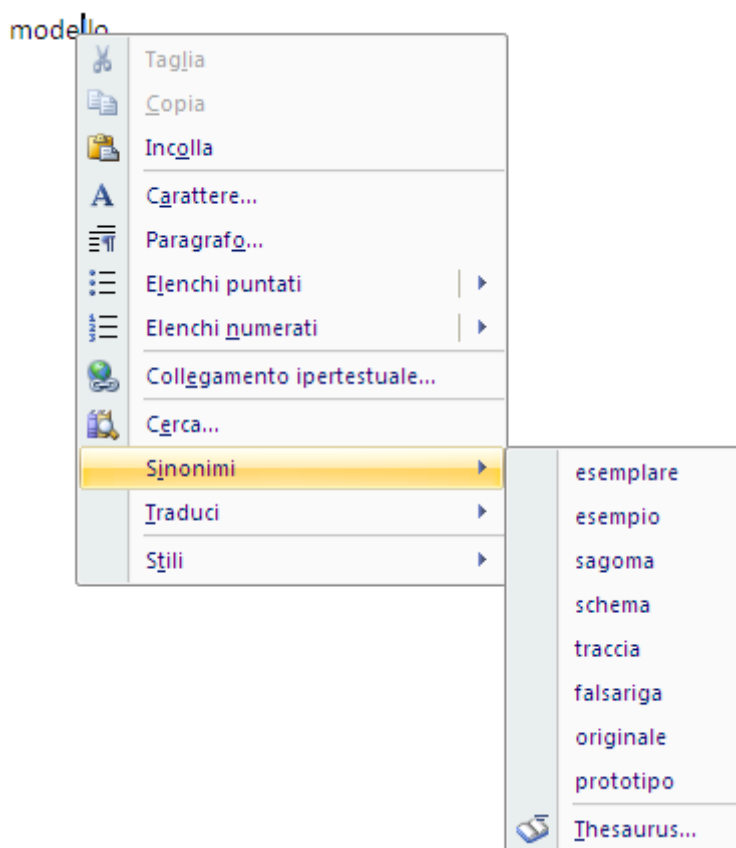 modello
Taglia
Copia
Incolla
Carattere...
Paragrafo...
Elenchi puntati
Elenchi numerati
Collegamento ipertestuale...
Cerca...
Sinonimi
Traduci
Stili
esemplare
esempio
sagoma
schema
traccia
falsariga
originale
prototipo
Thesaurus...